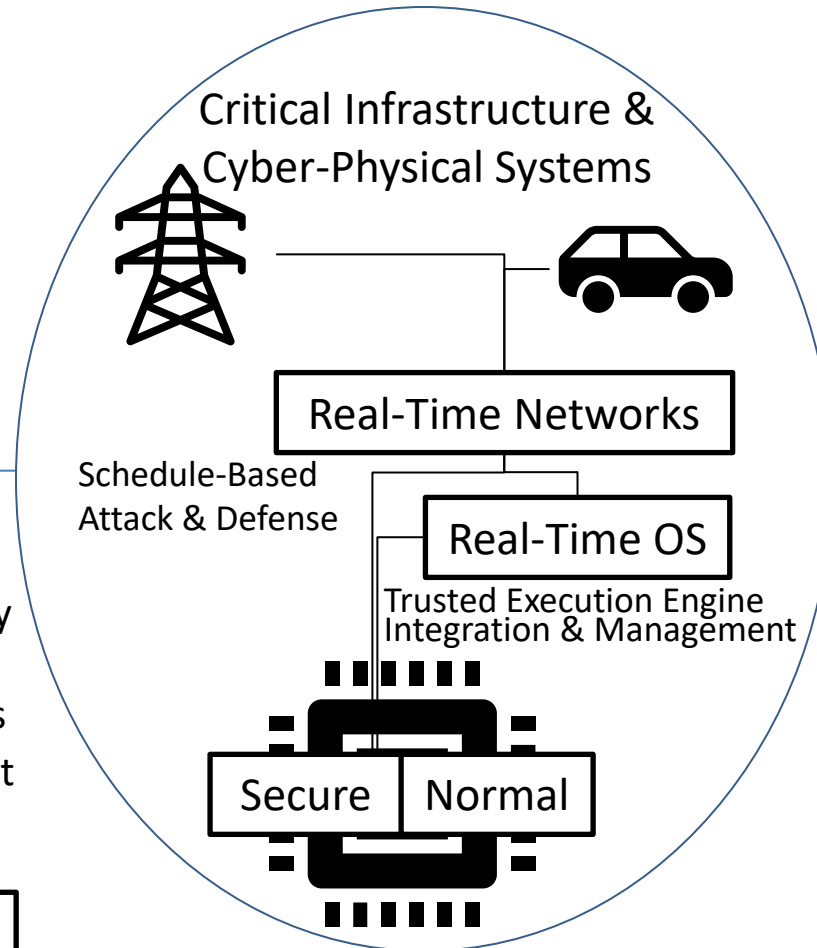 Critical Infrastructure &
Cyber-Physical Systems
Real-Time Networks
Schedule-Based
Attack & Defense
Real-Time OS
Trusted Execution Engine
Integration & Management
Secure
Normal